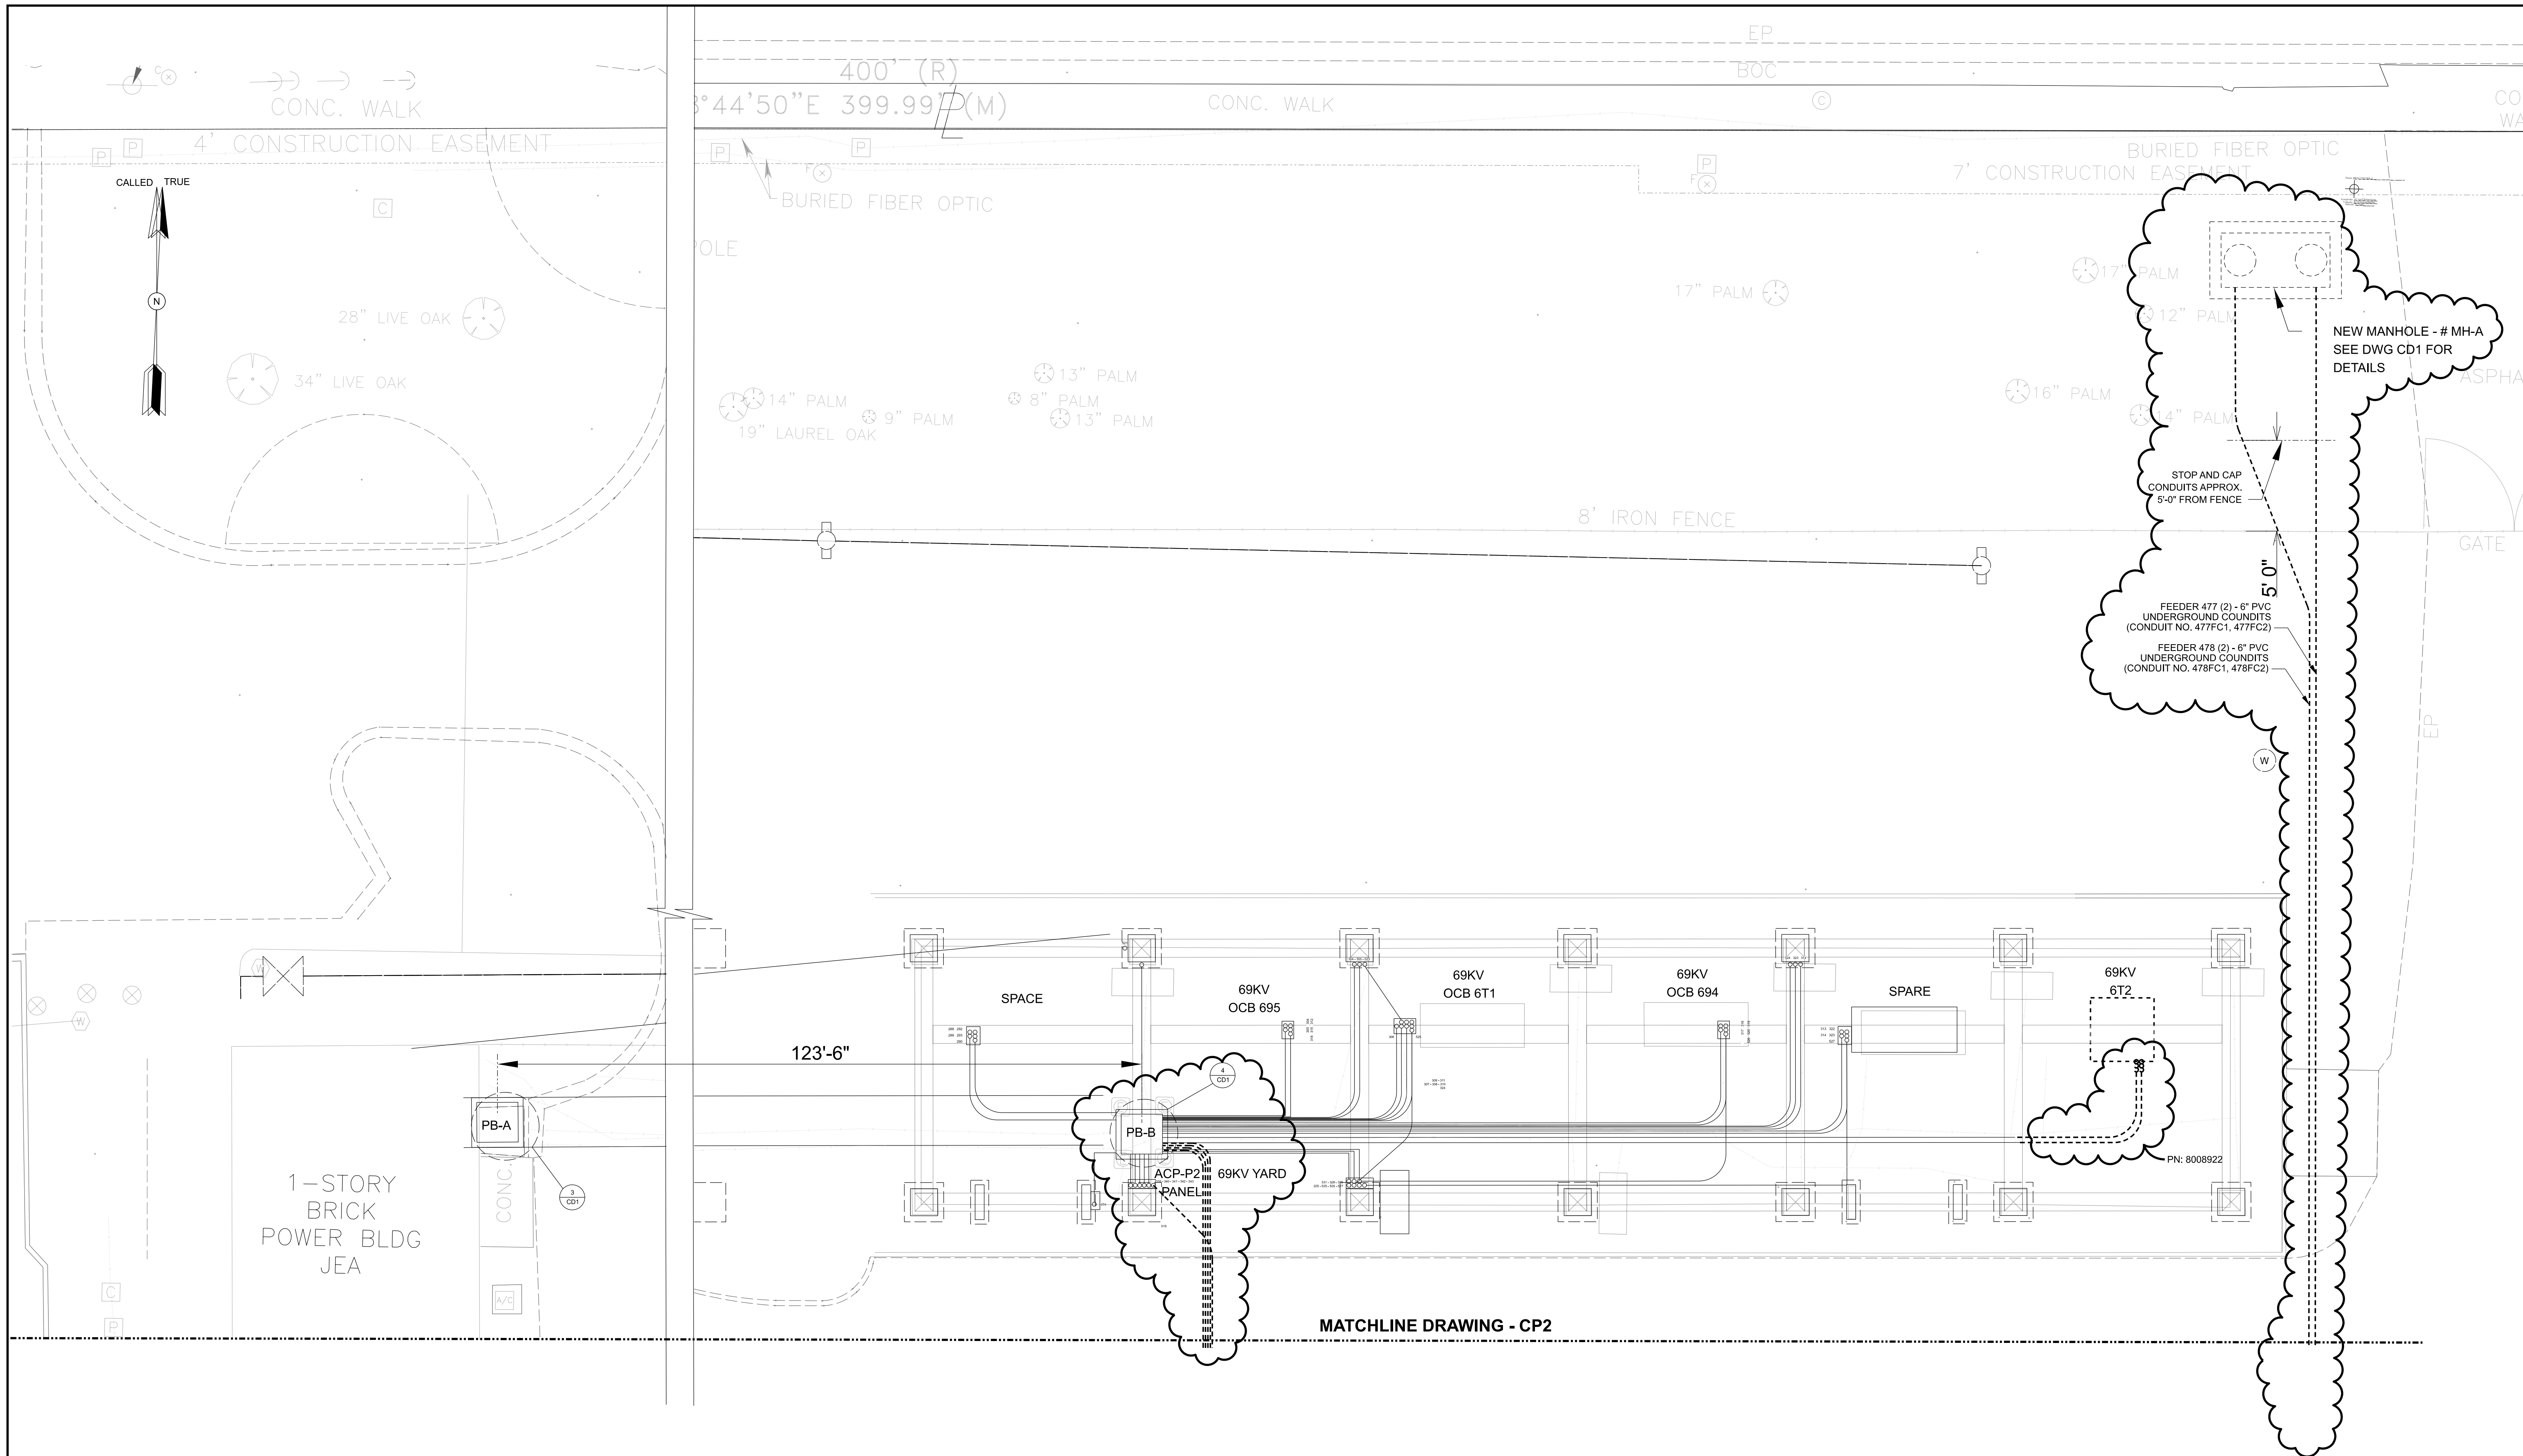 EP
400' (R)
BOC
C
CONC. WALK
3°44'50"E 399.99' (M)
CONC. WALK
C
CO
WA
4' CONSTRUCTION EASEMENT
P
P
P
P
P
F
F
BURIED FIBER OPTIC
7' CONSTRUCTION EASEMENT
CALLED TRUE
C
BURIED FIBER OPTIC
POLE
N
17" PALM
17" PALM
12" PALM
28" LIVE OAK
NEW MANHOLE - # MH-A
SEE DWG CD1 FOR
DETAILS
34" LIVE OAK
13" PALM
ASPHA
14" PALM
8" PALM
16" PALM
9" PALM
13" PALM
14" PALM
19" LAUREL OAK
STOP AND CAP
CONDUITS APPROX.
5'-0" FROM FENCE
8' IRON FENCE
GATE
5' 0"
FEEDER 477 (2) - 6" PVC
UNDERGROUND COUNDITS
(CONDUIT NO. 477FC1, 477FC2)
FEEDER 478 (2) - 6" PVC
UNDERGROUND COUNDITS
(CONDUIT NO. 478FC1, 478FC2)
EP
W
W
W
SPACE
69KV
OCB 695
69KV
OCB 6T1
69KV
OCB 694
SPARE
69KV
6T2
123'-6"
4
CD1
PB-A
PB-B
ACP-P2
PANEL
69KV YARD
PN: 8008922
3
CD1
CONC
1-STORY
BRICK
POWER BLDG
JEA
A/C
C
P
MATCHLINE DRAWING - CP2